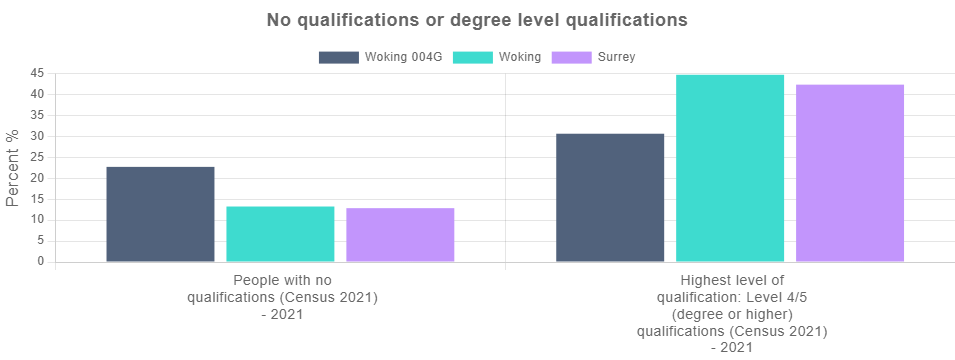 No qualifications or degree level qualifications
Woking 004G Woking Surrey
Percent %
45
40
35
30
25
20
15
10
5
0
People with no
qualifications (Census 2021)
- 2021
Highest level of
qualification: Level 4/5
(degree or higher)
qualifications (Census 2021)
- 2021